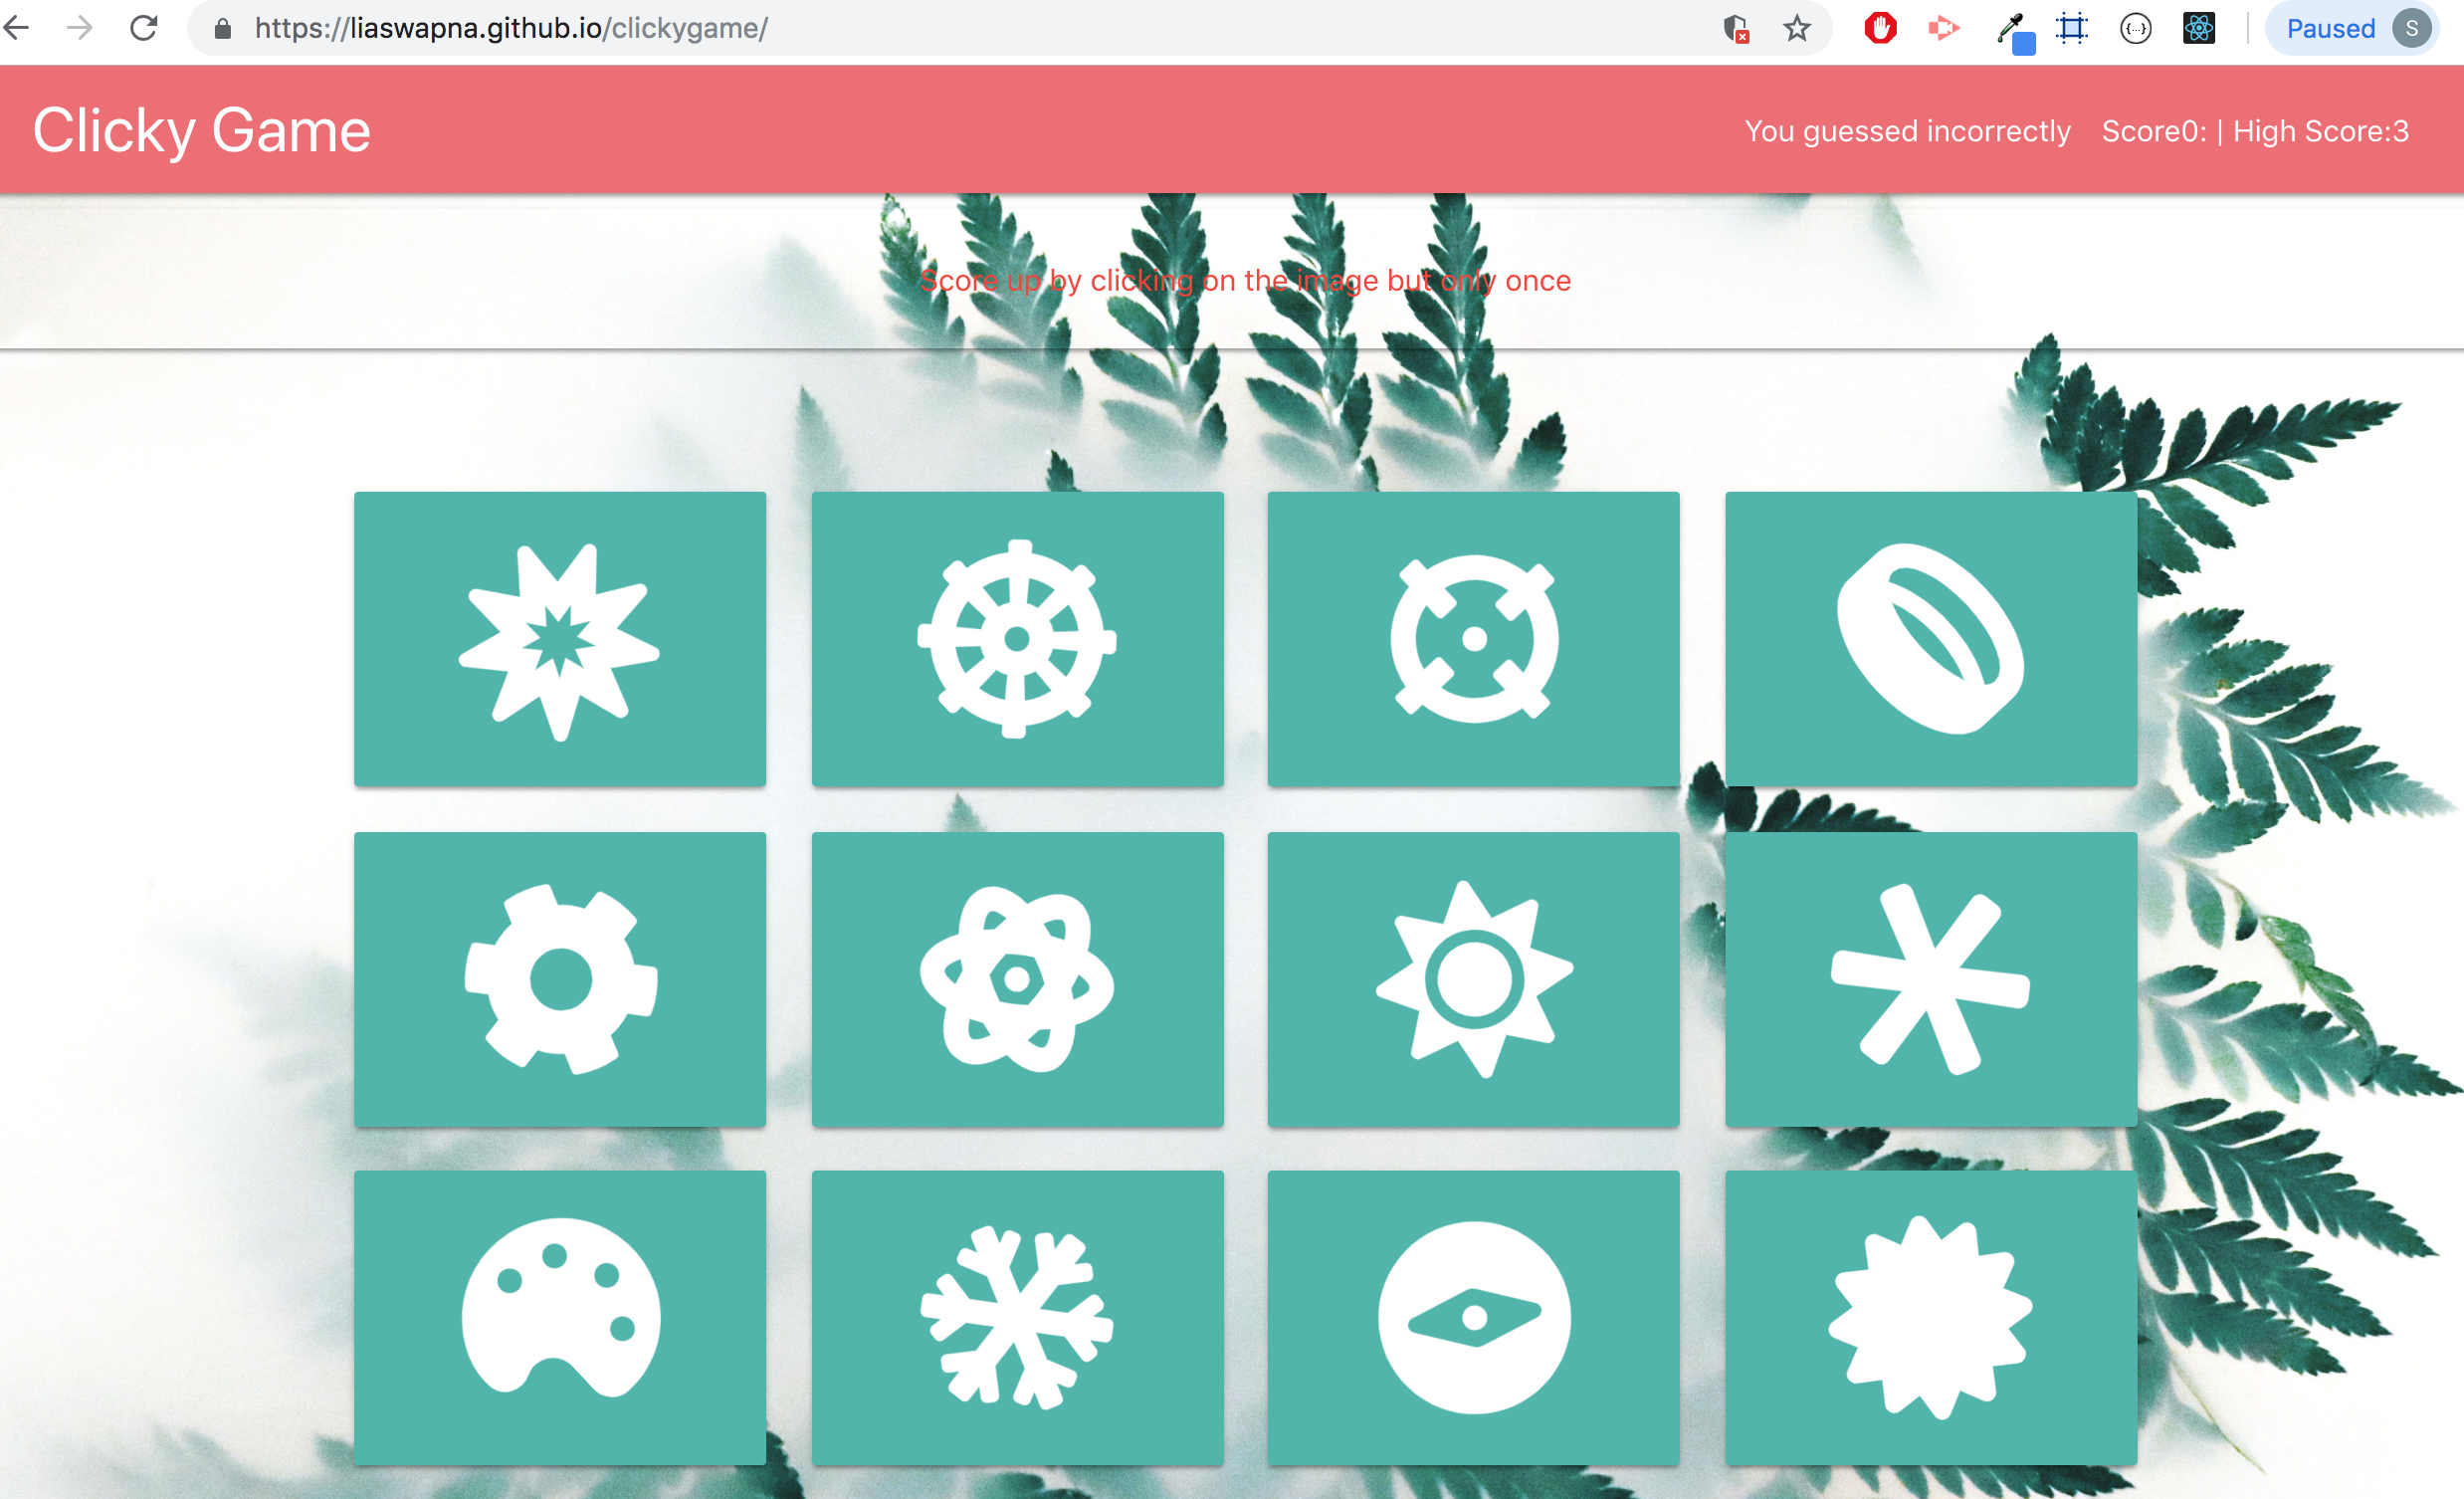 https://liaswapna.github.io/clickygame/
{...}
Paused
S
Clicky Game
You guessed incorrectly Score0: | High Score:3
Score up by clicking on the image but only once